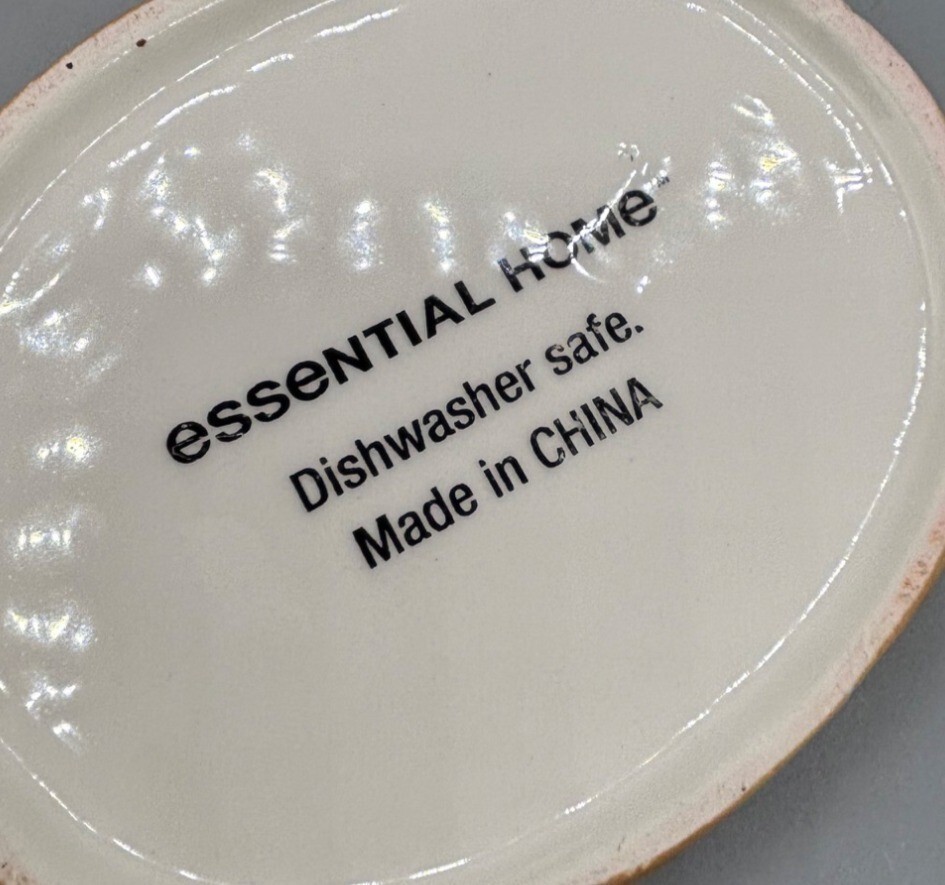 essenTIAL HOMe™
Dishwasher safe.
Made in CHINA